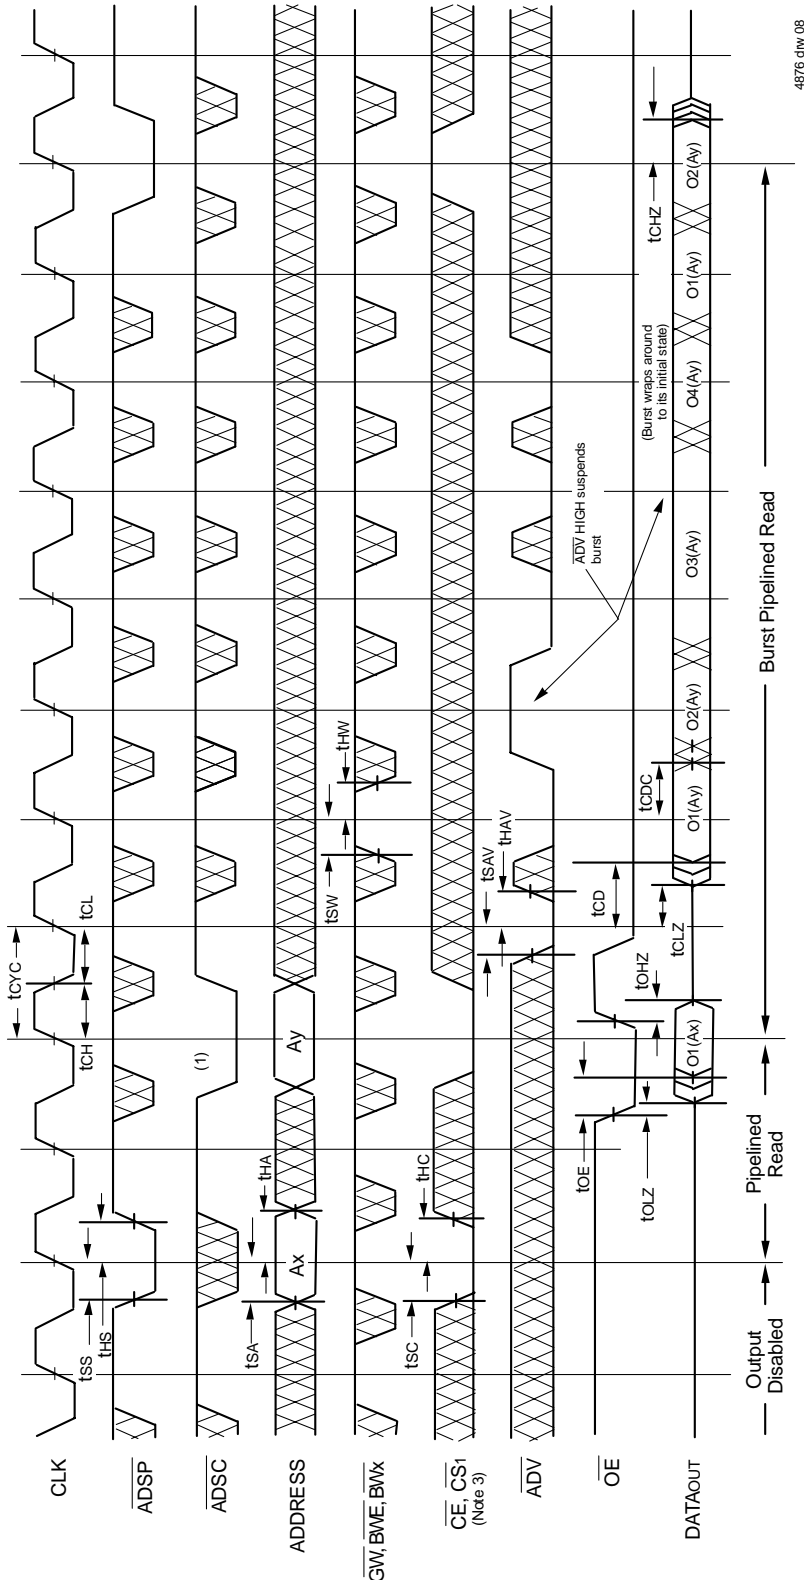 CLK
tCYC
tCH
tCL
tSS
tHS
ADSP
ADSC
(1)
ADDRESS
tSA
tHA
Ax
Ay
GW, BWE, BWx
tSW
tHW
CE, CS1
(Note 3)
tSC
tHC
ADV
tSAV
tHAV
ADV HIGH suspends
burst
OE
tOE
tOLZ
tOHZ
tCD
tCLZ
tCDC
(Burst wraps around
to its initial state)
tCHZ
DATAOUT
O1(Ax)
O1(Ay)
O2(Ay)
O3(Ay)
O4(Ay)
O1(Ay)
O2(Ay)
Output
Disabled
Pipelined
Read
Burst Pipelined Read
4876 drw 08